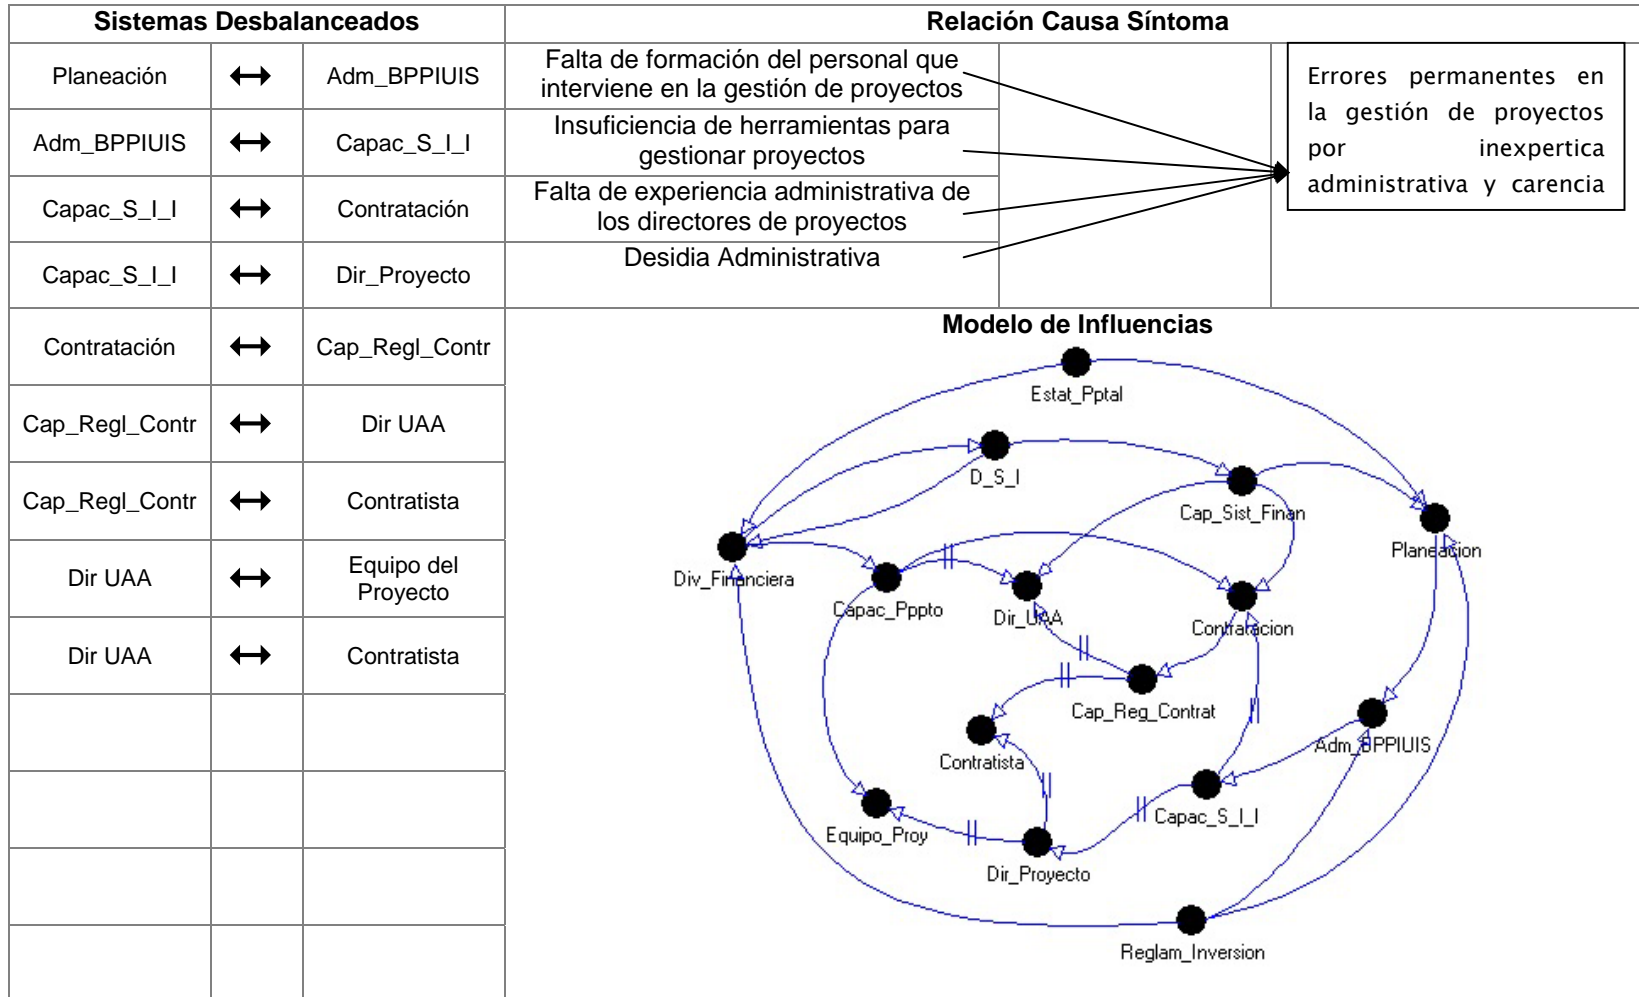 Sistemas Desbalanceados
Relación Causa Síntoma
Planeación ↔ Adm_BPPIUIS
Falta de formación del personal que
interviene en la gestión de proyectos
Adm_BPPIUIS ↔ Capac_S_I_I
Insuficiencia de herramientas para
gestionar proyectos
Capac_S_I_I ↔ Contratación
Falta de experiencia administrativa de
los directores de proyectos
Capac_S_I_I ↔ Dir_Proyecto
Desidia Administrativa
Errores permanentes en
la gestión de proyectos
por inexpertica
administrativa y carencia
Contratación ↔ Cap_Regl_Contr
Cap_Regl_Contr ↔ Dir UAA
Cap_Regl_Contr ↔ Contratista
Dir UAA ↔ Equipo del
Proyecto
Dir UAA ↔ Contratista
Modelo de Influencias
Estat_Pptal
D_S_I
Cap_Sist_Finan
Planeacion
Div_Financiera
Capac_Pppto
Dir_UAA
Contratacion
Cap_Reg_Contrat
Adm_BPPIUIS
Contratista
Capac_S_I_I
Equipo_Proy
Dir_Proyecto
Reglam_Inversion